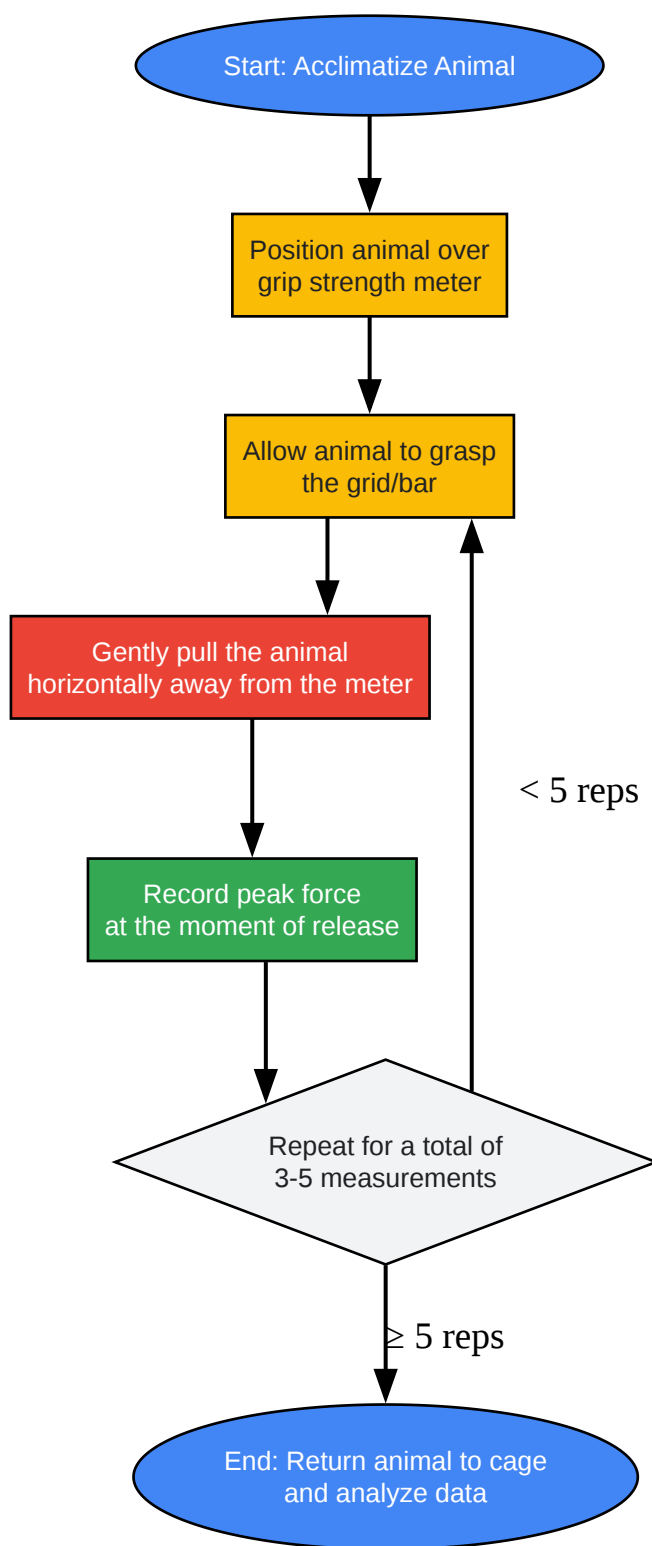 Start: Acclimatize Animal
Position animal over
grip strength meter
Allow animal to grasp
the grid/bar
Gently pull the animal
horizontally away from the meter
< 5 reps
Record peak force
at the moment of release
Repeat for a total of
3-5 measurements
≥ 5 reps
End: Return animal to cage
and analyze data